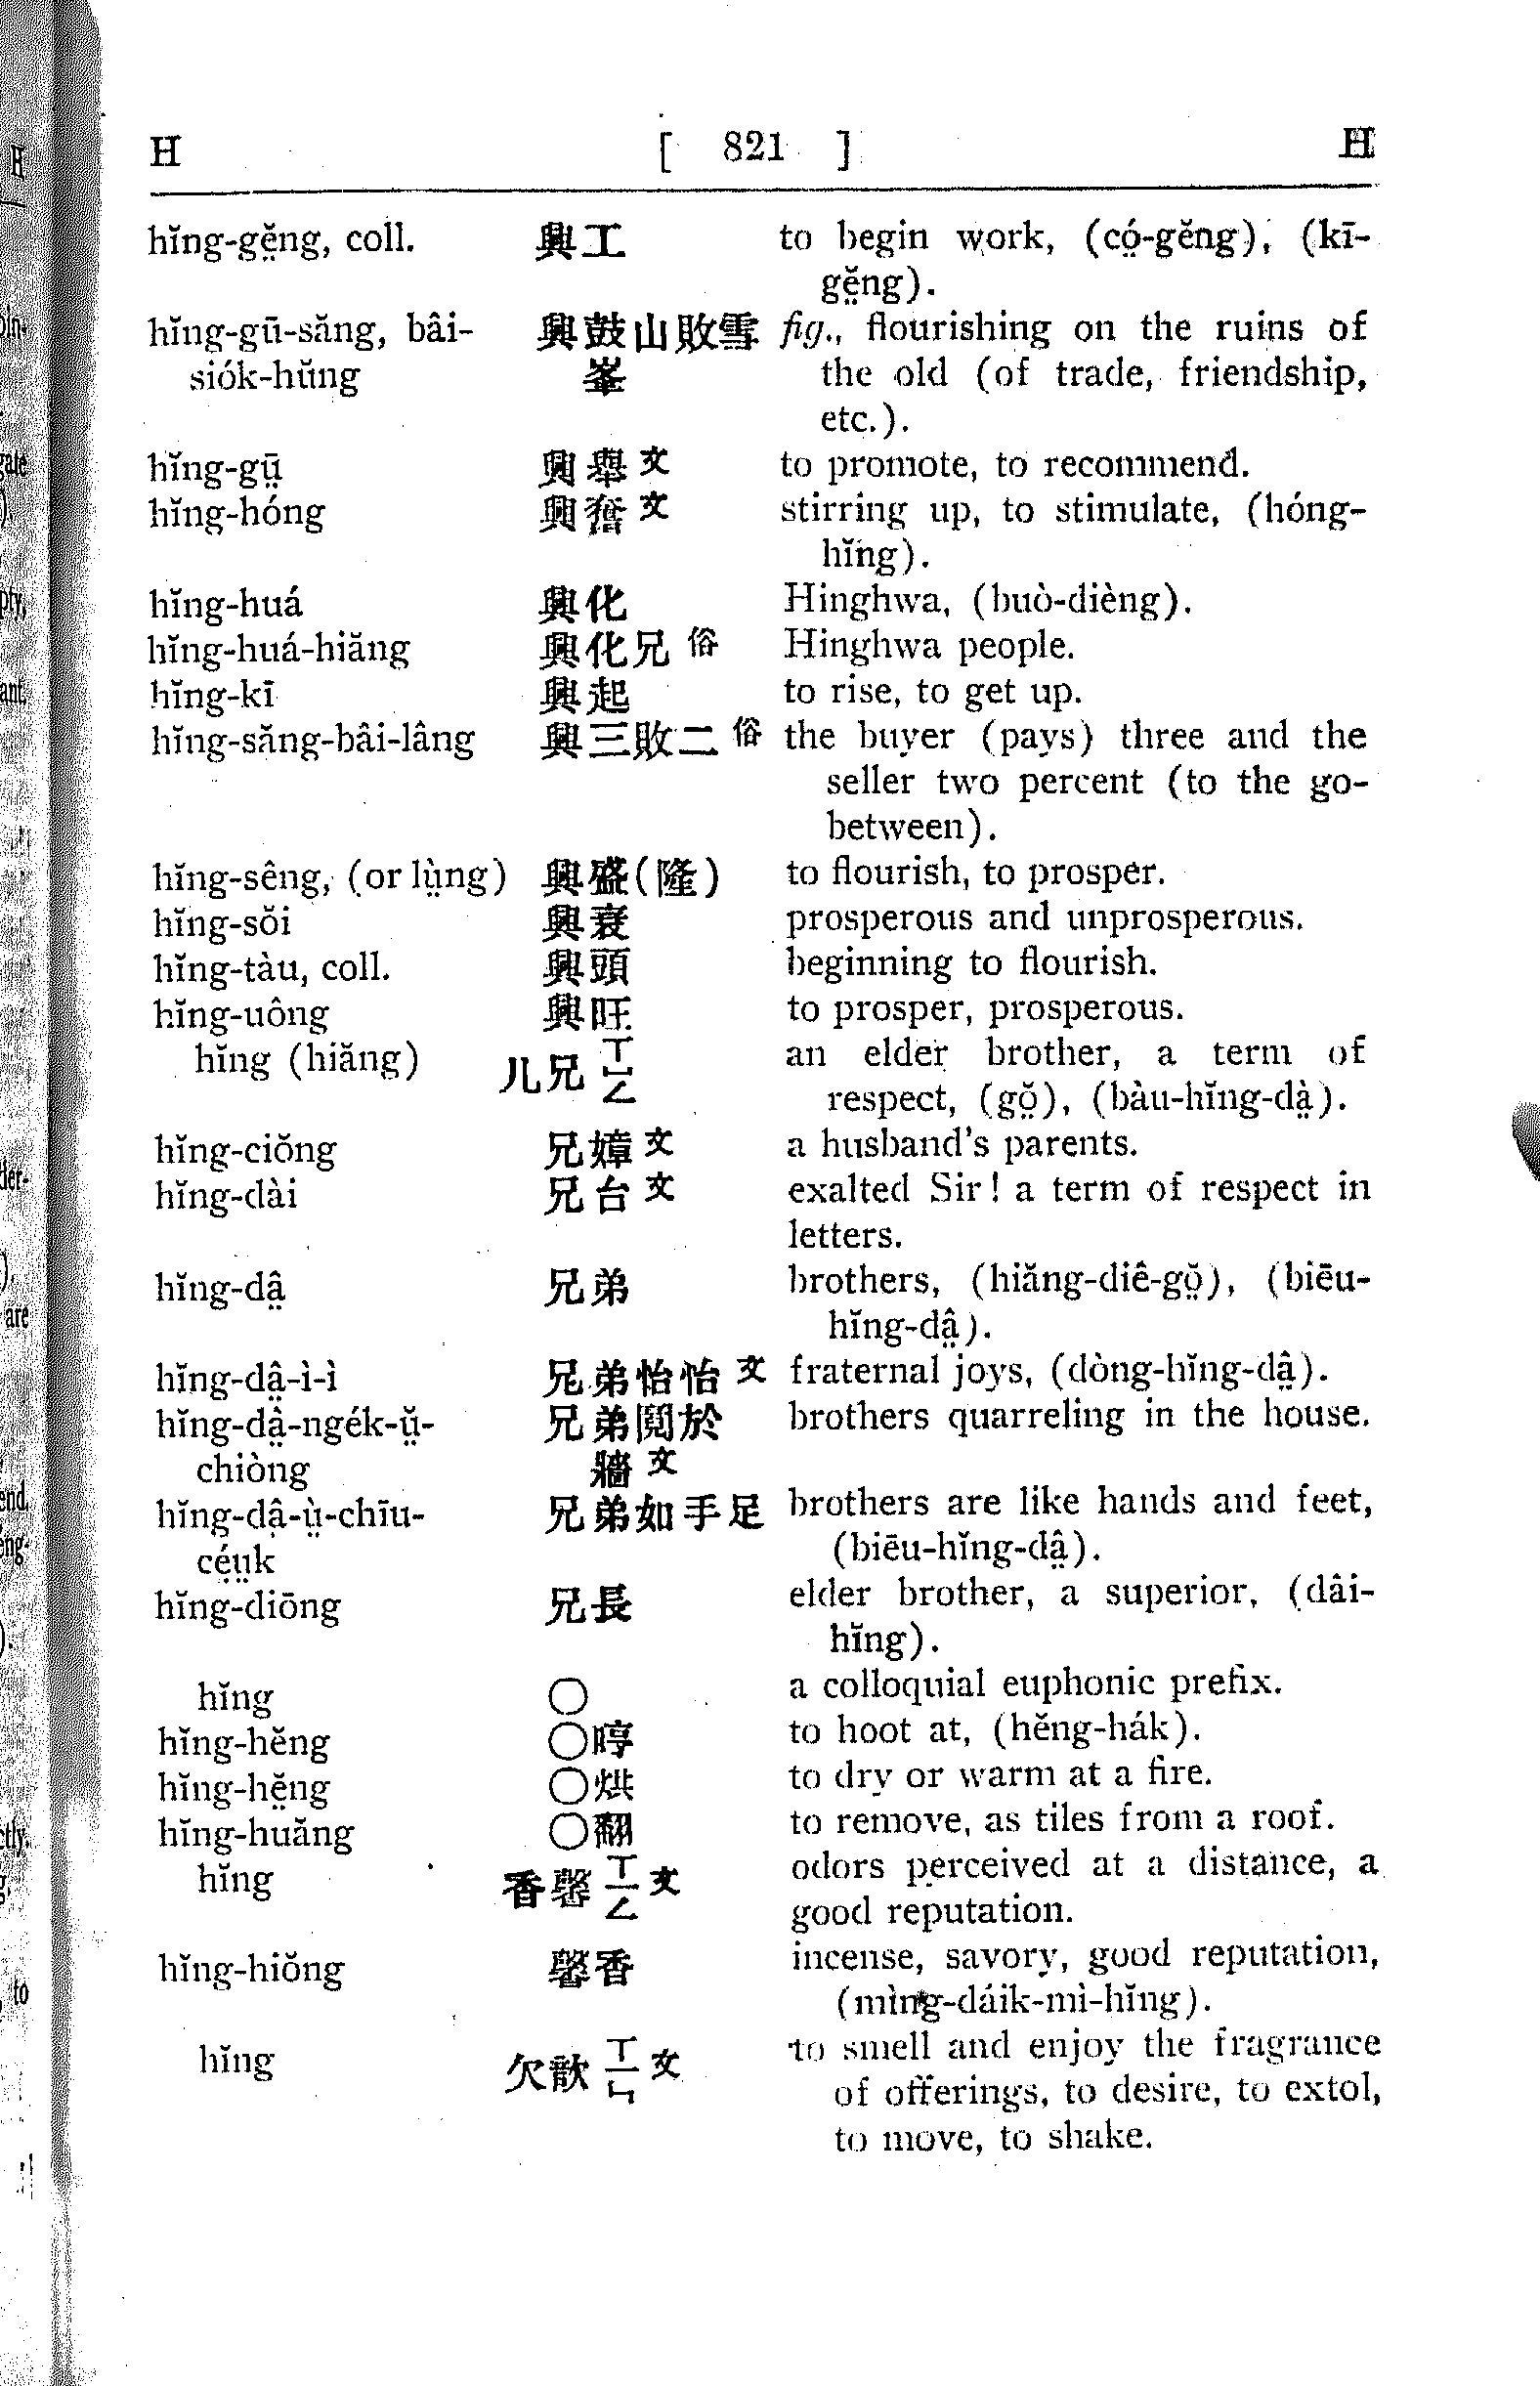 H [ 821 ] H
hĭng-gĕ̤ng, coll. 興工 to begin work, (có̤-gĕng), (kī-
gĕ̤ng).
hĭng-gū-săng, bâi- 興鼓山敗雪 fig., flourishing on the ruins of
siók-hŭng 峯 the old (of trade, friendship,
etc.).
hĭng-gṳ̄ 興舉文 to promote, to recommend.
hĭng-hóng 興奮文 stirring up, to stimulate, (hóng-
hĭng).
hĭng-huá 興化 Hinghwa, (buò-dièng).
hĭng-huá-hiăng 興化兄俗 Hinghwa people.
hĭng-kī 興起 to rise, to get up.
hĭng-săng-bâi-lâng 興三敗二俗 the buyer (pays) three and the
seller two percent (to the go-
between).
hĭng-sêng, (or lṳ̀ng) 興盛(隆) to flourish, to prosper.
hĭng-sŏi 興衰 prosperous and unprosperous.
hĭng-tàu, coll. 興頭 beginning to flourish.
hĭng-uông 興旺 to prosper, prosperous.
hĭng (hiăng) 儿兄 ㄒㄩㄥ an elder brother, a term of
respect, (gŏ̤), (bàu-hĭng-dạ̤̀).
hĭng-ciŏng 兄嫜文 a husband's parents.
hĭng-dài 兄台文 exalted Sir! a term of respect in
letters.
hĭng-dâ̤ 兄弟 brothers, (hiăng-diê-gŏ̤), (biēu-
hĭng-dâ̤).
hĭng-dâ̤-ì-ì 兄弟怡怡文 fraternal joys, (dòng-hĭng-dâ̤).
hĭng-dâ̤-ngék-ṳ̆- 兄弟鬩於 brothers quarreling in the house.
chiòng 牆文
hĭng-dâ̤-ṳ̀-chīu- 兄弟如手足 brothers are like hands and feet,
cé̤ṳk (biēu-hĭng-dâ̤).
hĭng-diōng 兄長 elder brother, a superior, (dâi-
hĭng).
hĭng ○ a colloquial euphonic prefix.
hĭng-hĕng ○哼 to hoot at, (hĕng-hák).
hĭng-hĕ̤ng ○烘 to dry or warm at a fire.
hĭng-huăng ○翻 to remove, as tiles from a roof.
hĭng 香馨 ㄒㄧㄥ文 odors perceived at a distance, a
good reputation.
hĭng-hiŏng 馨香 incense, savory, good reputation,
(mìng-dáik-mì-hĭng).
hĭng 欠歆 ㄒㄧㄣ文 to smell and enjoy the fragrance
of offerings, to desire, to extol,
to move, to shake.